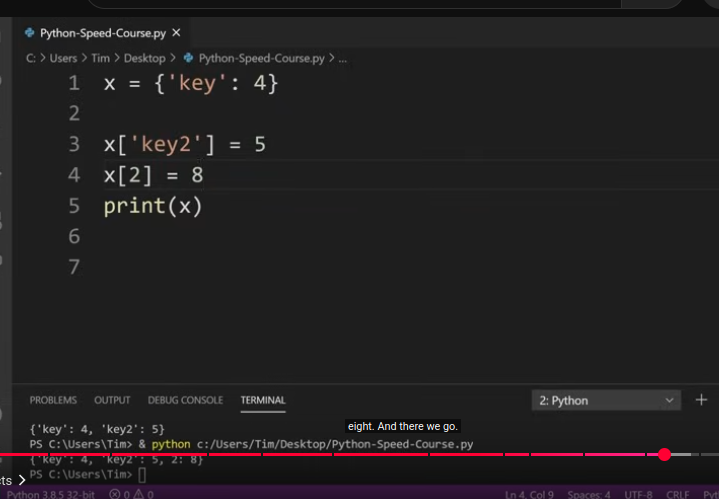 Python-Speed-Course.py ×
C: > Users > Tim > Desktop > Python-Speed-Course.py > ...
1 x = {'key': 4}
2
3 x['key2'] = 5
4 x[2] = 8
5 print(x)
6
7
PROBLEMS OUTPUT DEBUG CONSOLE TERMINAL 2: Python
{'key': 4, 'key2': 5}
eight. And there we go.
PS C:\Users\Tim> & python c:/Users/Tim/Desktop/Python-Speed-Course.py
{'key': 4, 'key2': 5, 2: 8}
PS C:\Users\Tim>
Python 3.8.5 32-bit 0 0 Ln 4, Col 9 Spaces: 4 UTF-8 CRLF